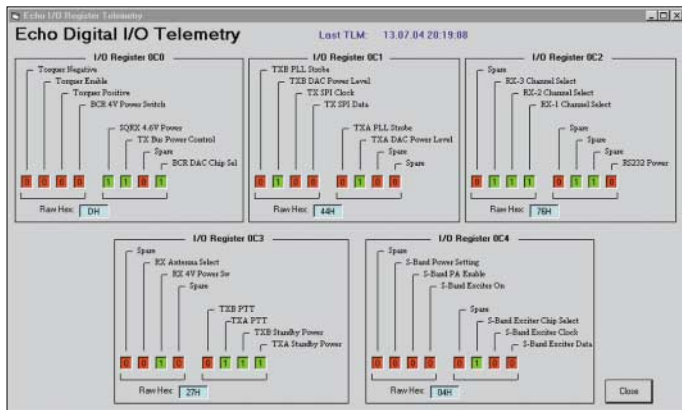 Echo I/O Register Telemetry
Echo Digital I/O Telemetry
Last TLM: 13.07.04 20:19:08
I/O Register 0C0
Torquer Negative
Torquer Enable
Torquer Positive
BCR 4V Power Switch
SQRX 4.6V Power
TX Bus Power Control
Spare
BCR DAC Chip Sel
0 0 0 0 1 1 0 1
Raw Hex: DH
I/O Register 0C1
TXB PLL Strobe
TXB DAC Power Level
TX SPI Clock
TX SPI Data
TXA PLL Strobe
TXA DAC Power Level
Spare
Spare
0 1 0 0 0 1 0 0
Raw Hex: 44H
I/O Register 0C2
Spare
RX-3 Channel Select
RX-2 Channel Select
RX-1 Channel Select
Spare
Spare
Spare
RS232 Power
0 1 1 1 0 1 1 0
Raw Hex: 76H
I/O Register 0C3
Spare
RX Antenna Select
RX 4V Power Sw
Spare
TXB PTT
TXA PTT
TXB Standby Power
TXA Standby Power
0 0 1 0 0 1 1 1
Raw Hex: 27H
I/O Register 0C4
Spare
S-Band Power Setting
S-Band PA Enable
S-Band Exciter On
Spare
S-Band Exciter Chip Select
S-Band Exciter Clock
S-Band Exciter Data
0 0 0 0 0 1 0 0
Raw Hex: 04H
Close